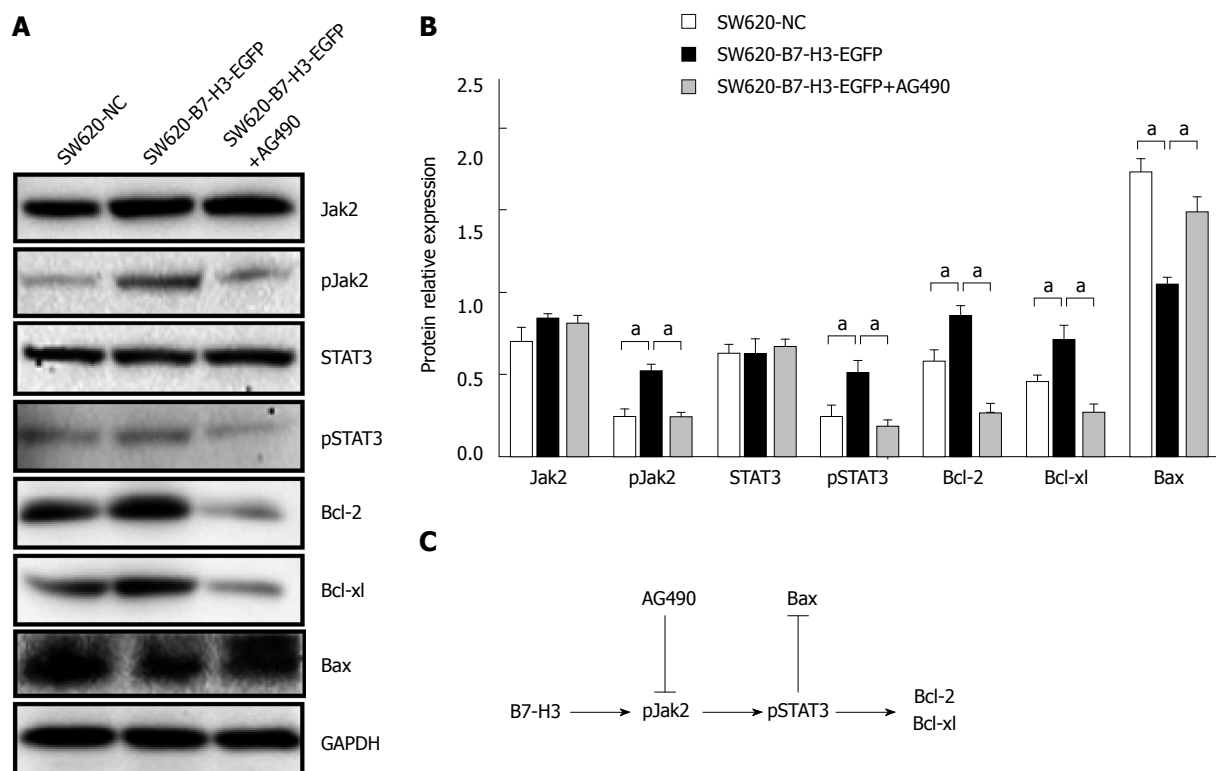 A
SW620-NC
SW620-B7-H3-EGFP
SW620-B7-H3-EGFP
+AG490
Jak2
pJak2
STAT3
pSTAT3
Bcl-2
Bcl-xl
Bax
GAPDH
B
SW620-NC
SW620-B7-H3-EGFP
SW620-B7-H3-EGFP+AG490
Protein relative expression
2.5
2.0
1.5
1.0
0.5
0.0
a a
a a
a a
a a
a a
Jak2 pJak2 STAT3 pSTAT3 Bcl-2 Bcl-xl Bax
C
AG490 Bax
B7-H3 pJak2 pSTAT3 Bcl-2
Bcl-xl